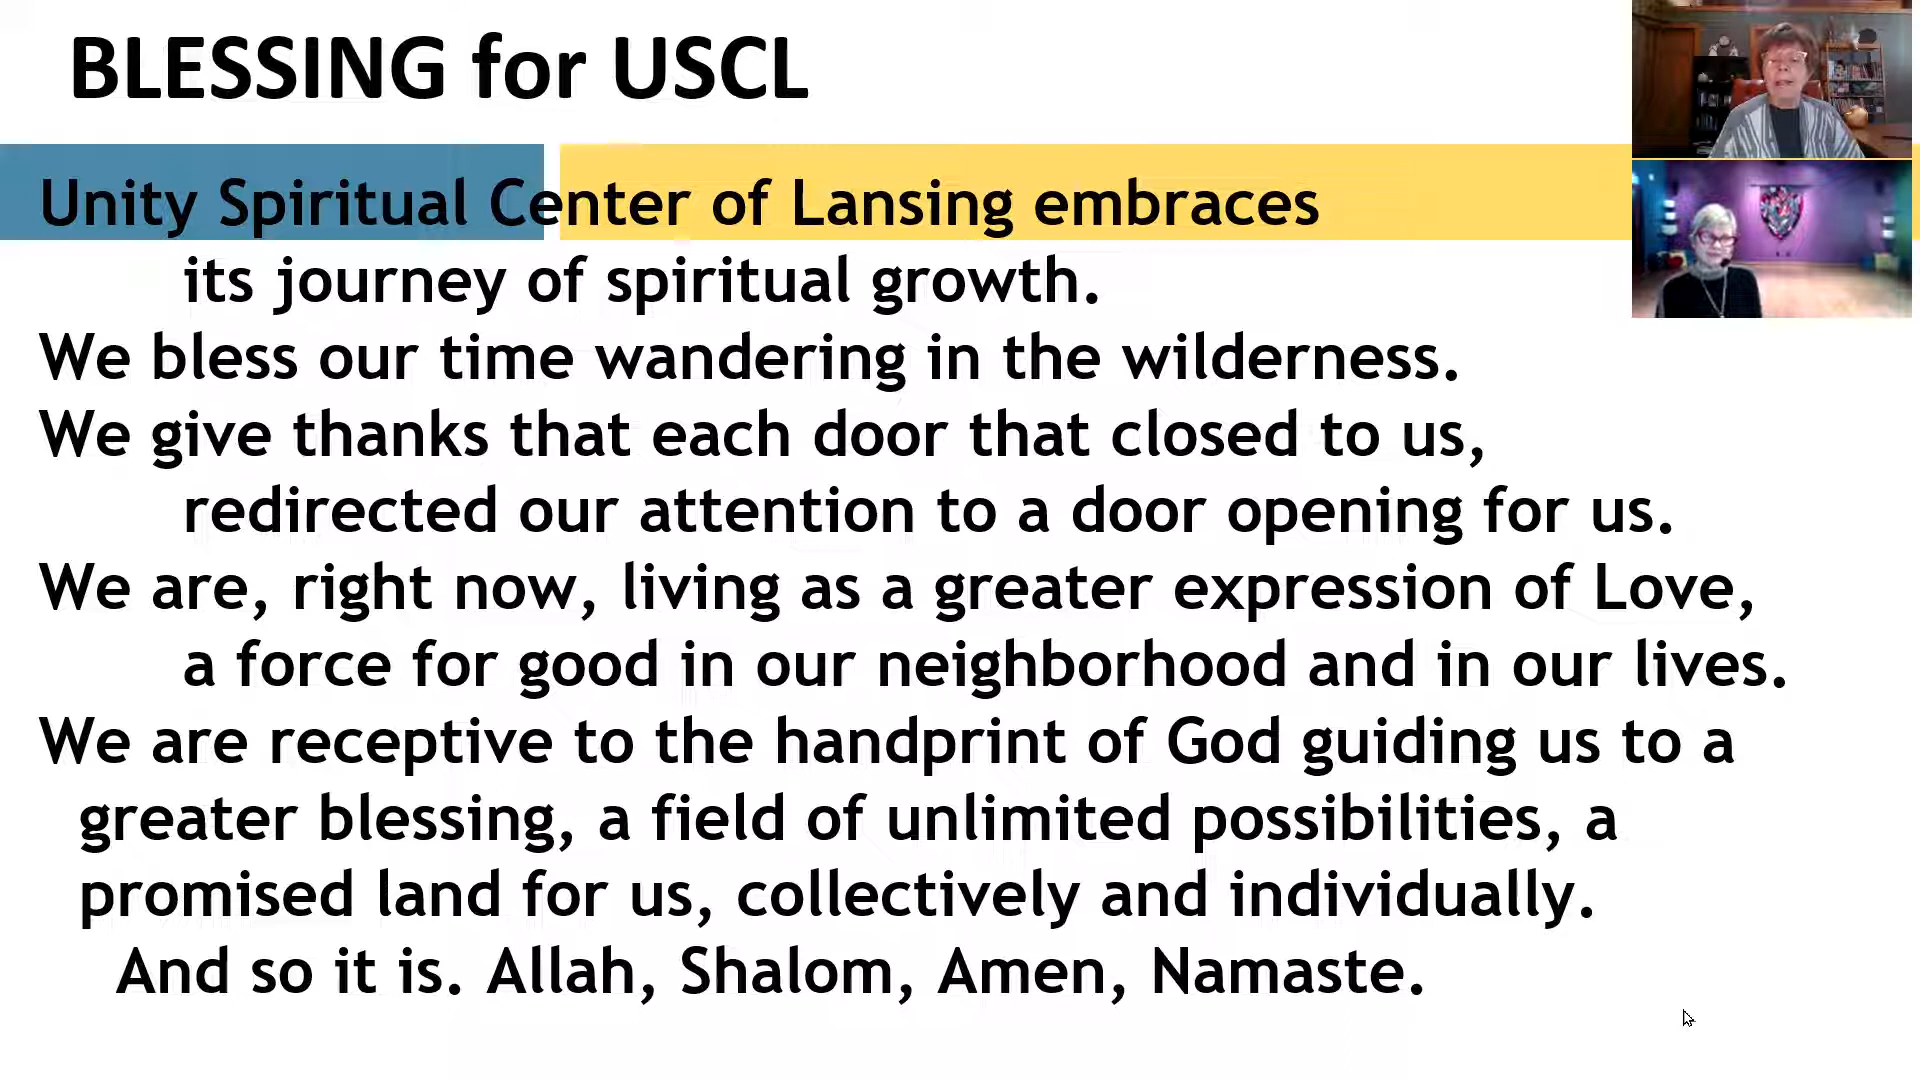 BLESSING for USCL
Unity Spiritual Center of Lansing embraces
its journey of spiritual growth.
We bless our time wandering in the wilderness.
We give thanks that each door that closed to us,
redirected our attention to a door opening for us.
We are, right now, living as a greater expression of Love,
a force for good in our neighborhood and in our lives.
We are receptive to the handprint of God guiding us to a
greater blessing, a field of unlimited possibilities, a
promised land for us, collectively and individually.
And so it is. Allah, Shalom, Amen, Namaste.